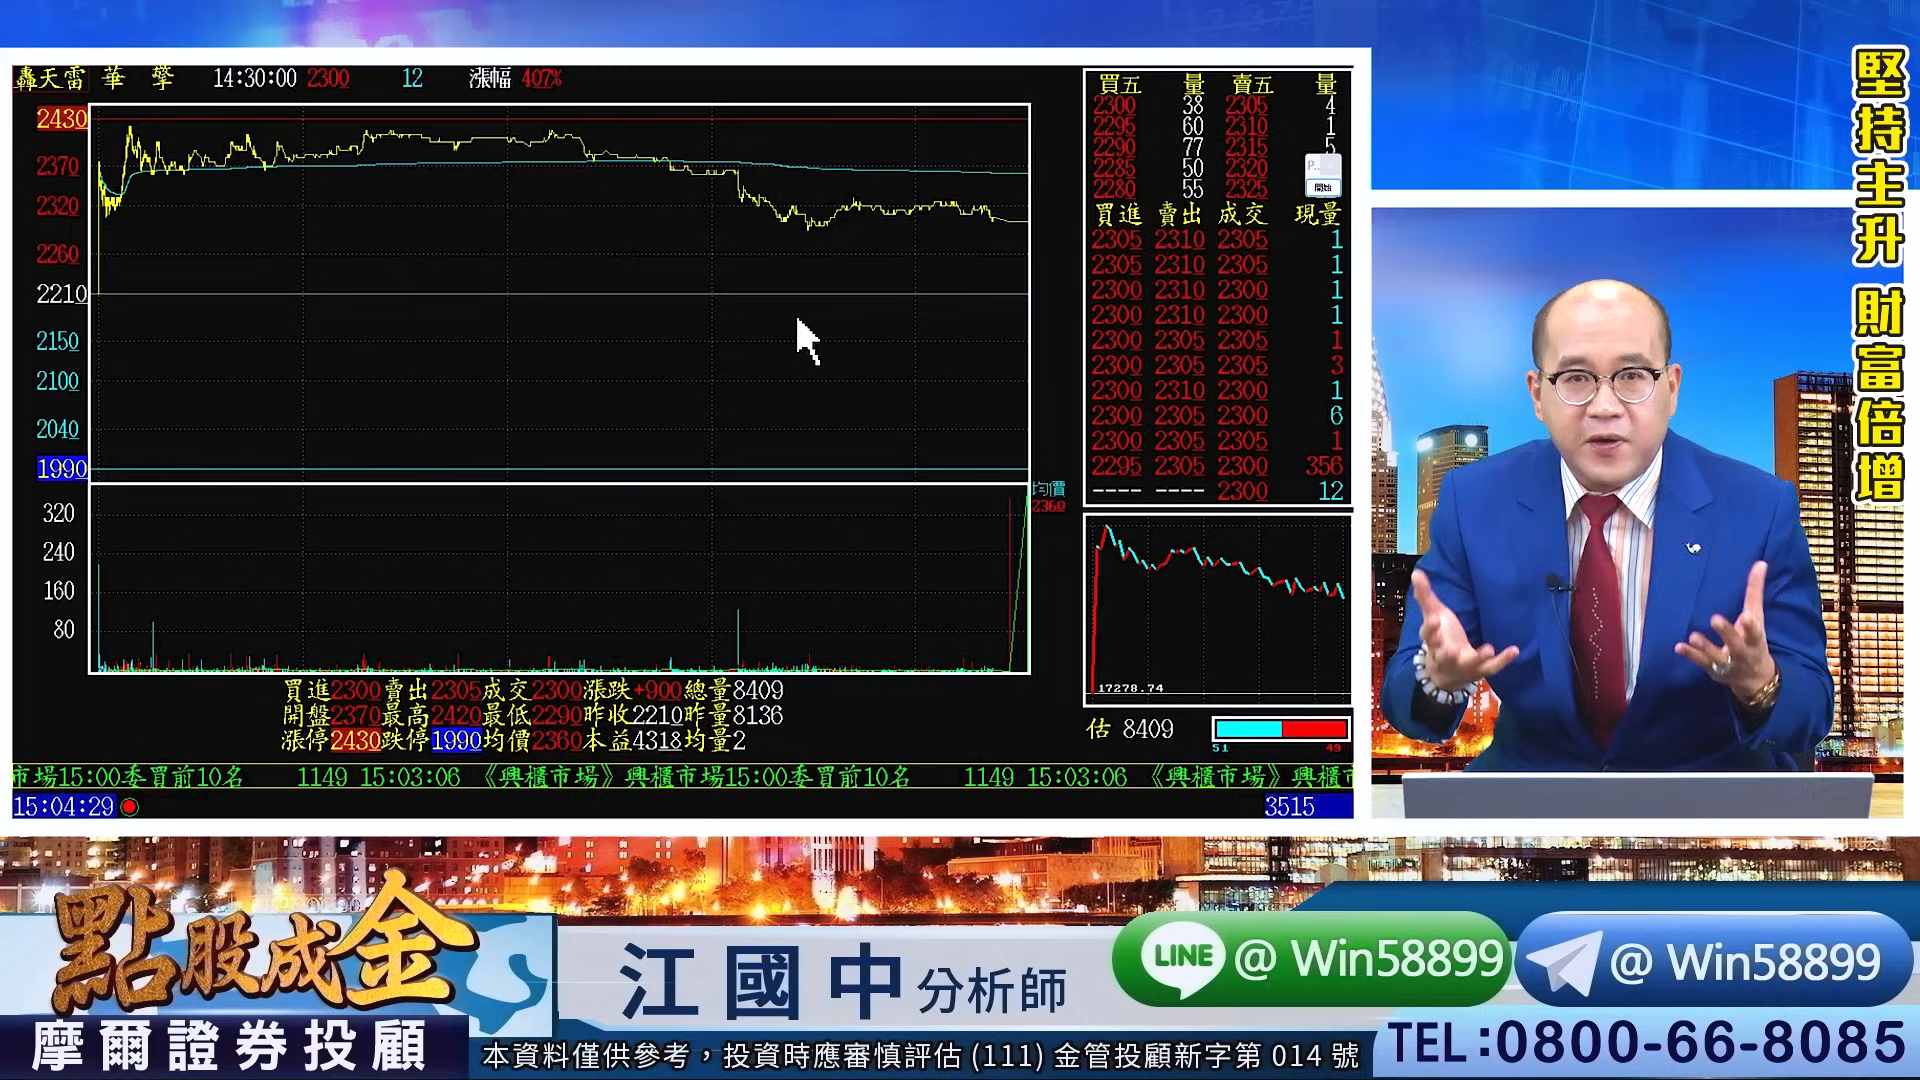 轟天雷 華 擎 14:30:00 2300 12 漲幅 407%
2430
2370
2320
2260
2210
2150
2100
2040
1990
320
240
160
80
均價
2360
買五 量 賣五 量
2300 38 2305 4
2295 60 2310 1
2290 77 2315 5
2285 50 2320
2280 55 2325
P...
開始
買進 賣出 成交 現量
2305 2310 2305 1
2305 2310 2305 1
2300 2310 2300 1
2300 2310 2300 1
2300 2305 2305 1
2300 2305 2305 3
2300 2310 2300 1
2300 2305 2300 6
2300 2305 2305 1
2295 2305 2300 356
---- ---- 2300 12
17278.74
估 8409
51 49
買進2300賣出2305成交2300漲跌+900總量8409
開盤2370最高2420最低2290昨收2210昨量8136
漲停2430跌停1990均價2360本益4318均量2
市場15:00委買前10名 1149 15:03:06 《興櫃市場》興櫃市場15:00委買前10名 1149 15:03:06 《興櫃市場》興櫃市
15:04:29 3515
堅持主升 財富倍增
點股成金
摩爾證券投顧
江國中 分析師
LINE @ Win58899
@ Win58899
TEL:0800-66-8085
本資料僅供參考，投資時應審慎評估 (111) 金管投顧新字第 014 號